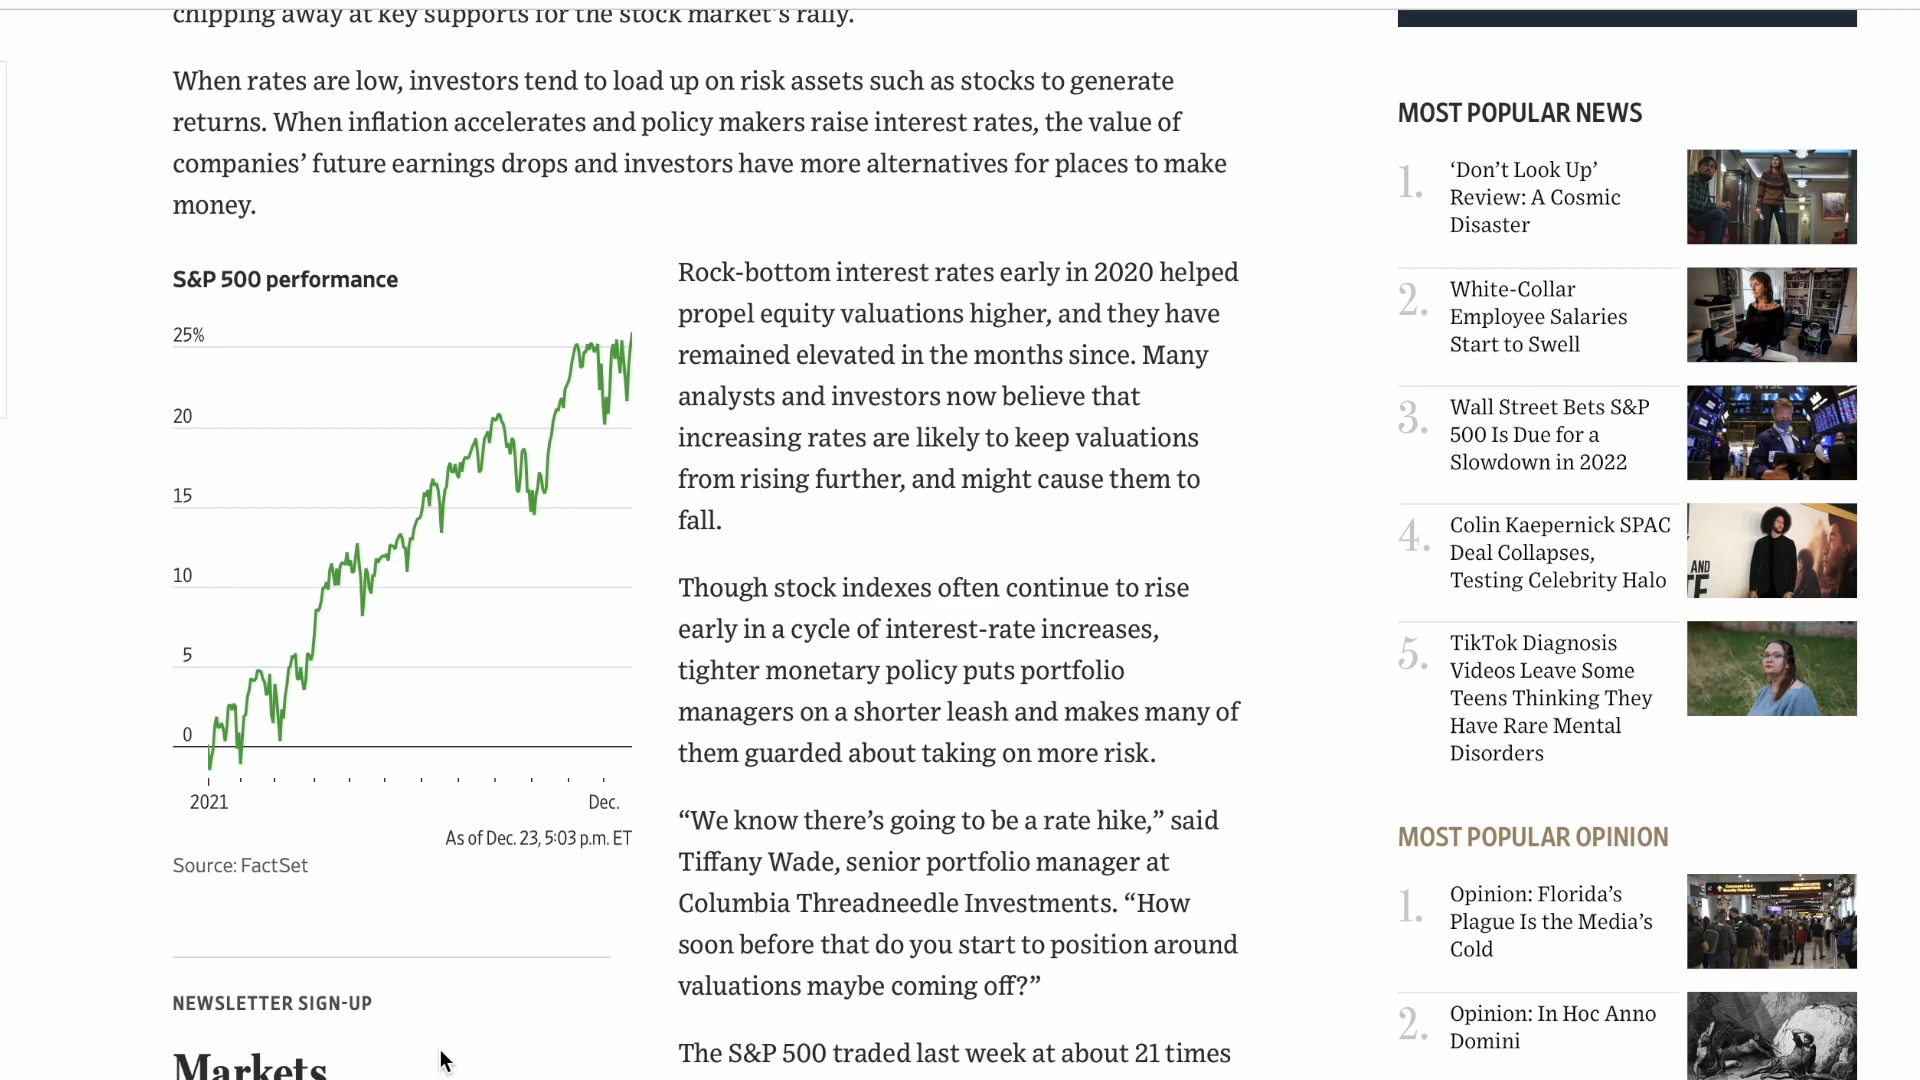 chipping away at key supports for the stock market's rally.
When rates are low, investors tend to load up on risk assets such as stocks to generate
returns. When inflation accelerates and policy makers raise interest rates, the value of
companies’ future earnings drops and investors have more alternatives for places to make
money.
S&P 500 performance
25%
20
15
10
5
0
2021
Dec.
As of Dec. 23, 5:03 p.m. ET
Source: FactSet
NEWSLETTER SIGN-UP
Markets
Rock-bottom interest rates early in 2020 helped
propel equity valuations higher, and they have
remained elevated in the months since. Many
analysts and investors now believe that
increasing rates are likely to keep valuations
from rising further, and might cause them to
fall.
Though stock indexes often continue to rise
early in a cycle of interest-rate increases,
tighter monetary policy puts portfolio
managers on a shorter leash and makes many of
them guarded about taking on more risk.
“We know there’s going to be a rate hike,” said
Tiffany Wade, senior portfolio manager at
Columbia Threadneedle Investments. “How
soon before that do you start to position around
valuations maybe coming off?”
The S&P 500 traded last week at about 21 times
MOST POPULAR NEWS
1.
‘Don’t Look Up’
Review: A Cosmic
Disaster
2.
White-Collar
Employee Salaries
Start to Swell
3.
Wall Street Bets S&P
500 Is Due for a
Slowdown in 2022
4.
Colin Kaepernick SPAC
Deal Collapses,
Testing Celebrity Halo
AND
5.
TikTok Diagnosis
Videos Leave Some
Teens Thinking They
Have Rare Mental
Disorders
MOST POPULAR OPINION
1.
Opinion: Florida’s
Plague Is the Media’s
Cold
2.
Opinion: In Hoc Anno
Domini